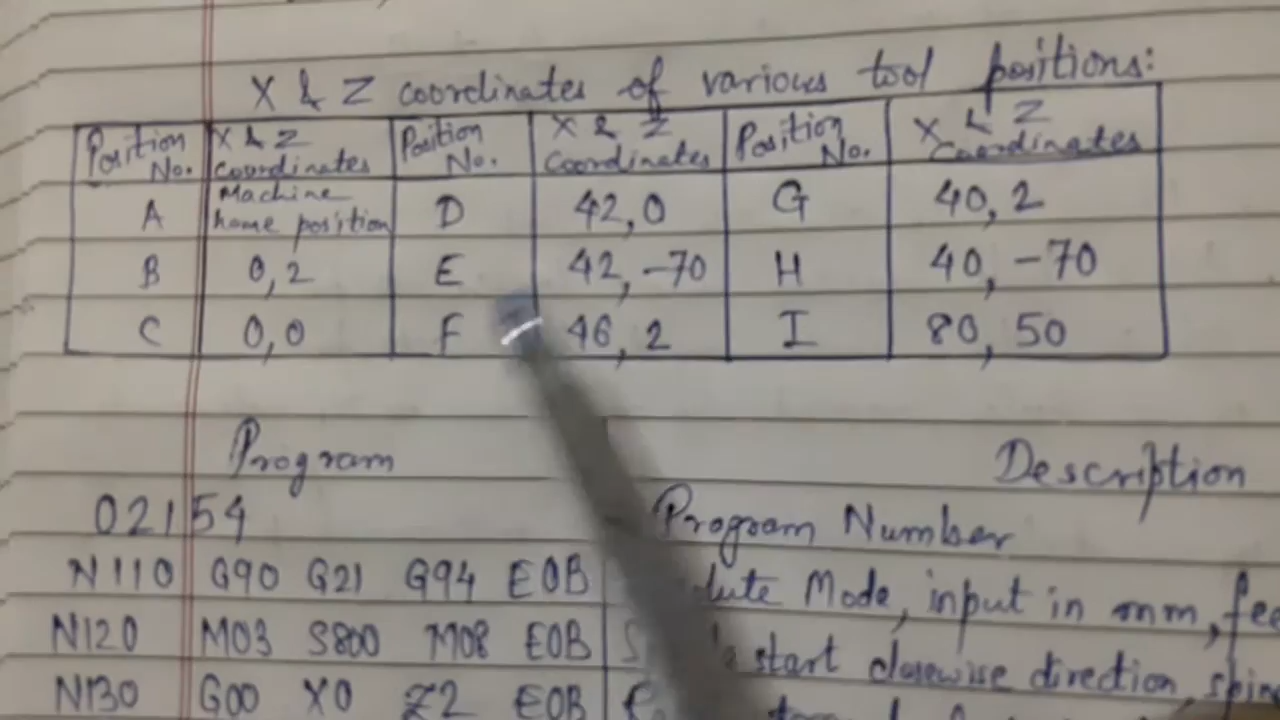 X & Z coordinates of various tool positions:
Position No. X & Z coordinates Position No. X & Z Coordinates Position No. X & Z Coordinates
A Machine home position D 42,0 G 40,2
B 0,2 E 42,-70 H 40,-70
C 0,0 F 46,2 I 80,50
Program Description
02154 Program Number
N110 G90 G21 G94 EOB Mode, input in mm,
N120 M03 S800 M08 EOB start clockwise direction,
N130 G00 X0 Z2 EOB